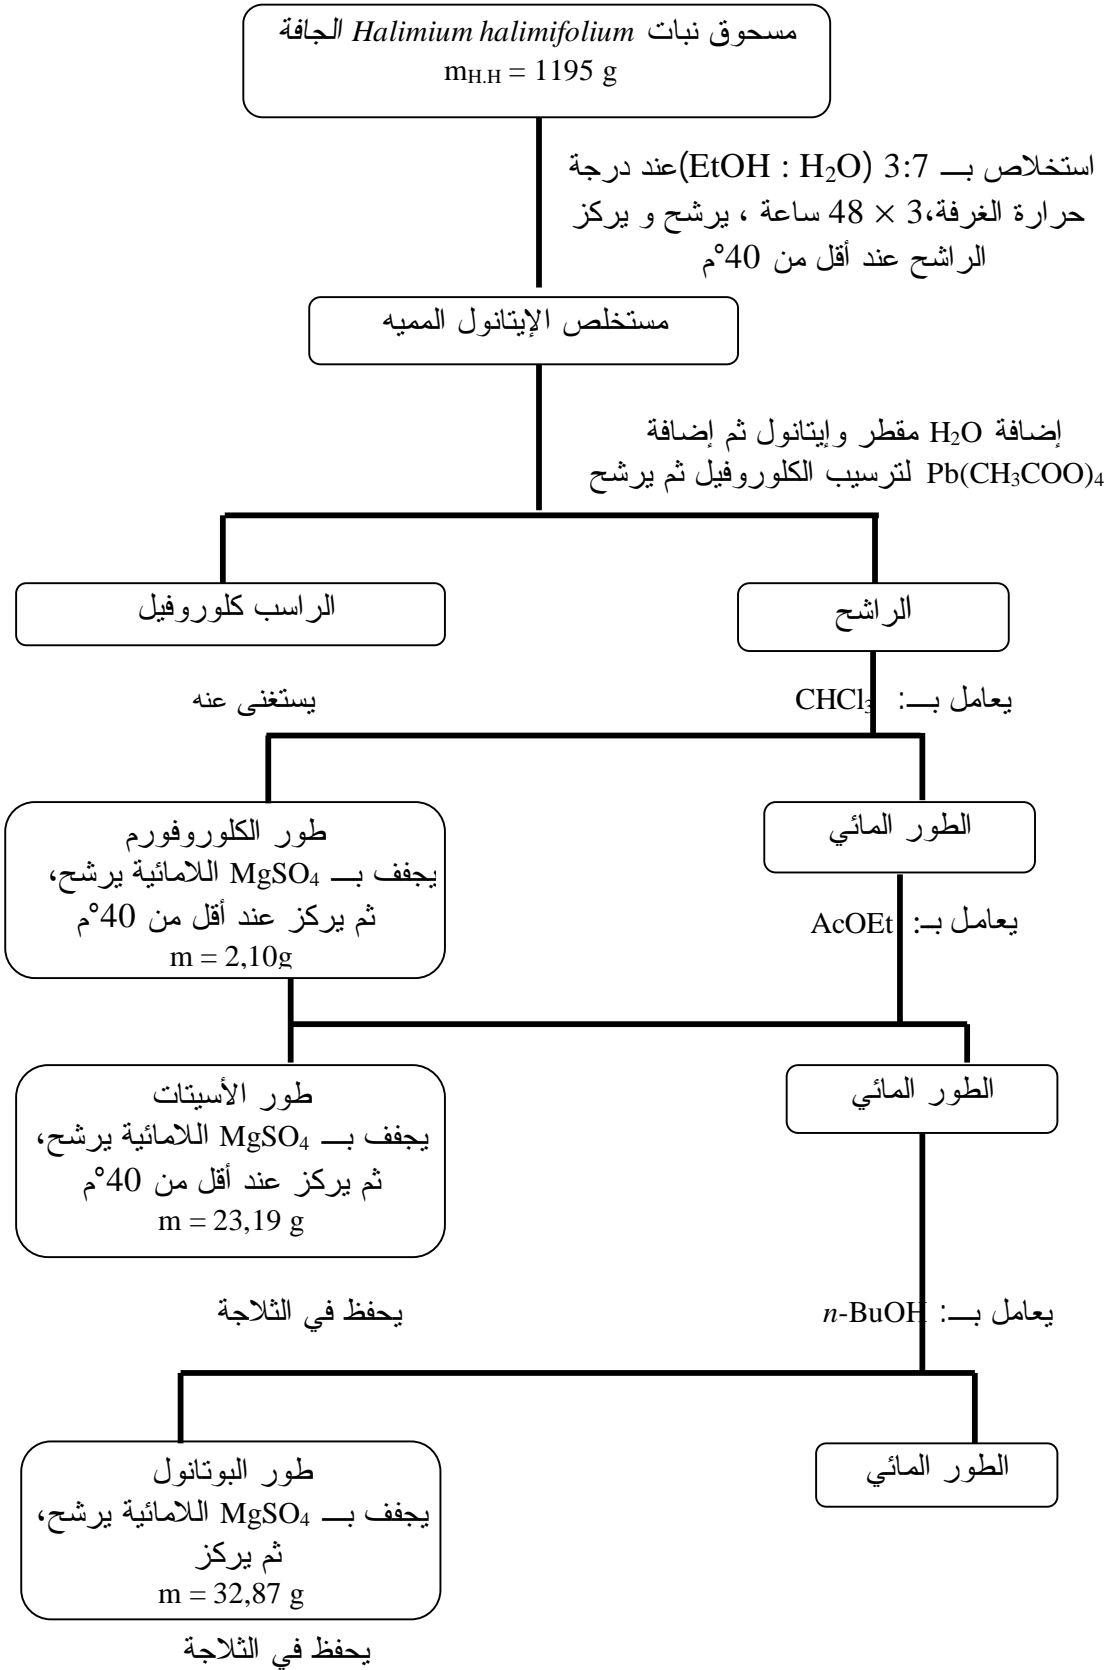 مسحوق نبات Halimium halimifolium الجافة
mH.H = 1195 g
استخلاص بـــ 3:7 (EtOH : H₂O)عند درجة
حرارة الغرفة،3 × 48 ساعة ، يرشح و يركز
الراشح عند أقل من 40°م
مستخلص الإيتانول المميه
إضافة H₂O مقطر وإيتانول ثم إضافة
Pb(CH₃COO)₄ لترسيب الكلوروفيل ثم يرشح
الراشح
الراسب كلوروفيل
يعامل بـــ: CHCl₃
يستغنى عنه
الطور المائي
طور الكلوروفورم
يجفف بـــ MgSO₄ اللامائية يرشح،
ثم يركز عند أقل من 40°م
m = 2,10g
يعامل بـ: AcOEt
الطور المائي
طور الأسيتات
يجفف بـــ MgSO₄ اللامائية يرشح،
ثم يركز عند أقل من 40°م
m = 23,19 g
يعامل بـــ: n-BuOH
يحفظ في الثلاجة
الطور المائي
طور البوتانول
يجفف بـــ MgSO₄ اللامائية يرشح،
ثم يركز
m = 32,87 g
يحفظ في الثلاجة